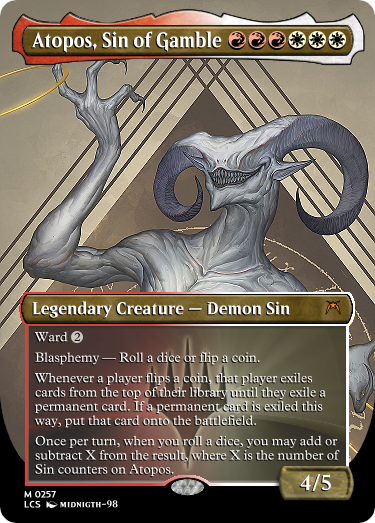 Atopos, Sin of Gamble
Legendary Creature — Demon Sin
Ward 2
Blasphemy — Roll a dice or flip a coin.
Whenever a player flips a coin, that player exiles
cards from the top of their library until they exile a
permanent card. If a permanent card is exiled this
way, put that card onto the battlefield.
Once per turn, when you roll a dice, you may add or
subtract X from the result, where X is the number of
Sin counters on Atopos.
4/5
M 0257
LCS MIDNIGTH-98